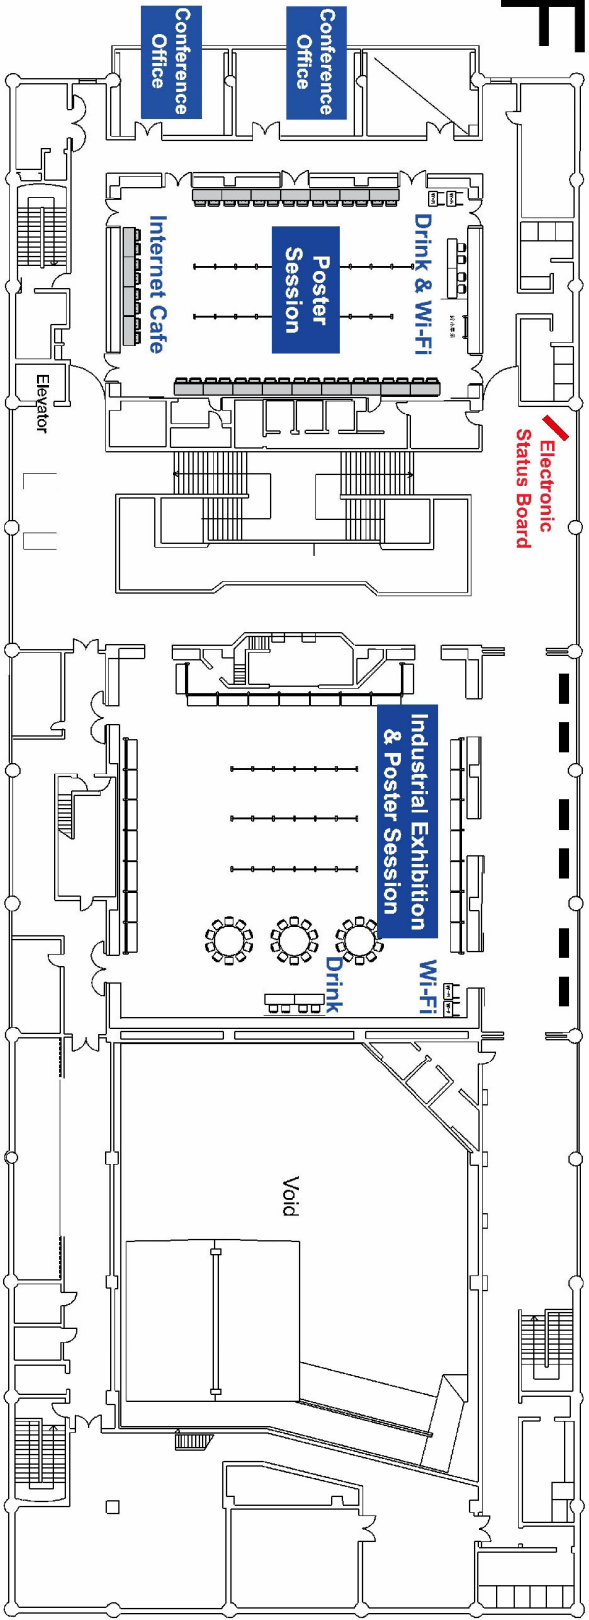 F
Conference
Office
Conference
Office
Drink & Wi-Fi
Poster
Session
Internet Cafe
Elevator
Electronic
Status Board
Industrial Exhibition
& Poster Session
Wi-Fi
Drink
Void